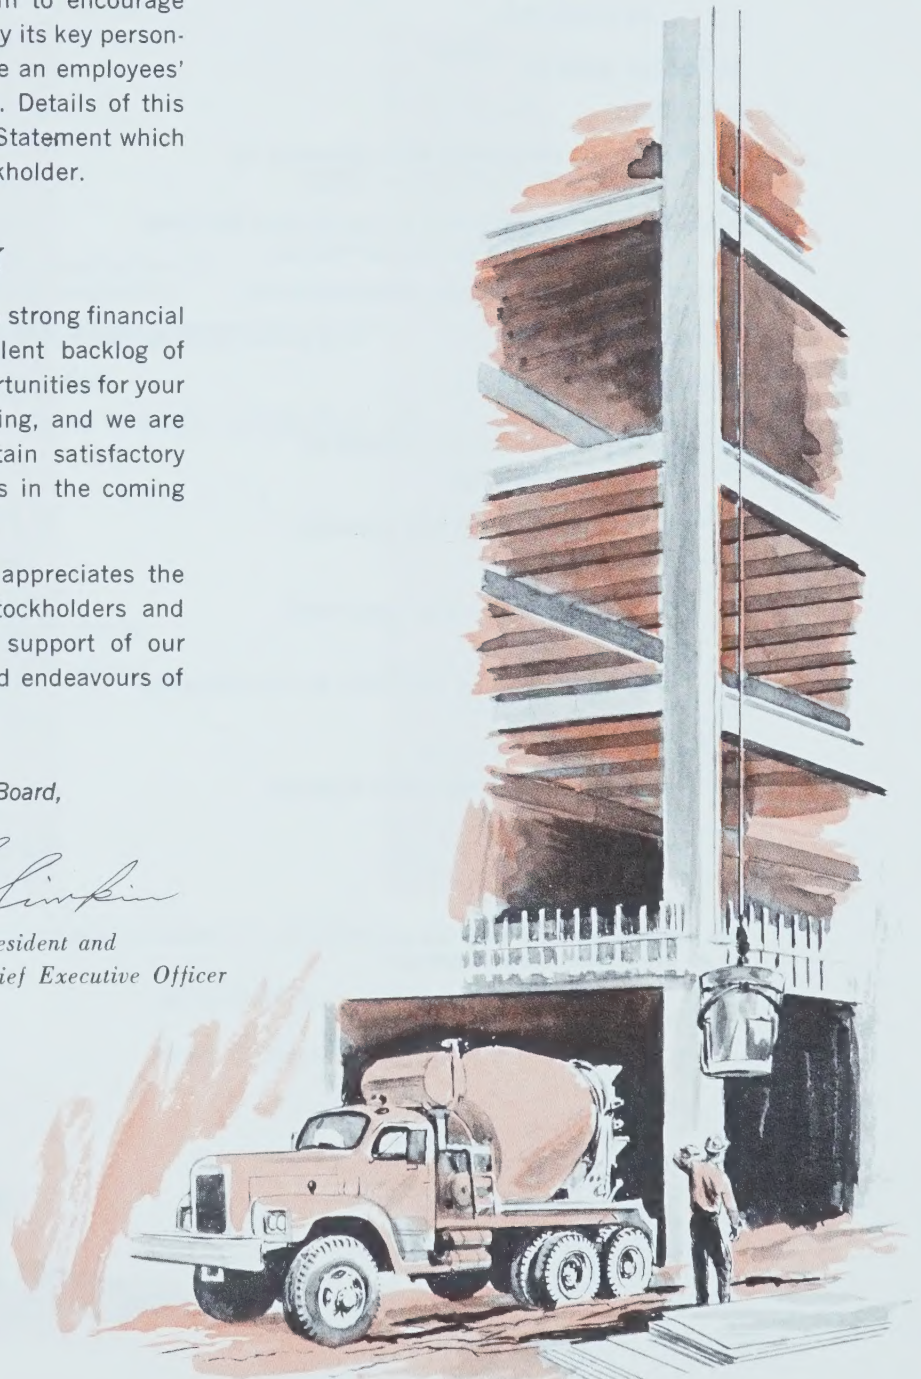 to encourage
y its key person-
e an employees'
. Details of this
Statement which
kholder.
strong financial
lent backlog of
rtunities for your
ing, and we are
tain satisfactory
s in the coming
appreciates the
tockholders and
support of our
d endeavours of
Board,
Simkin
esident and
ief Executive Officer